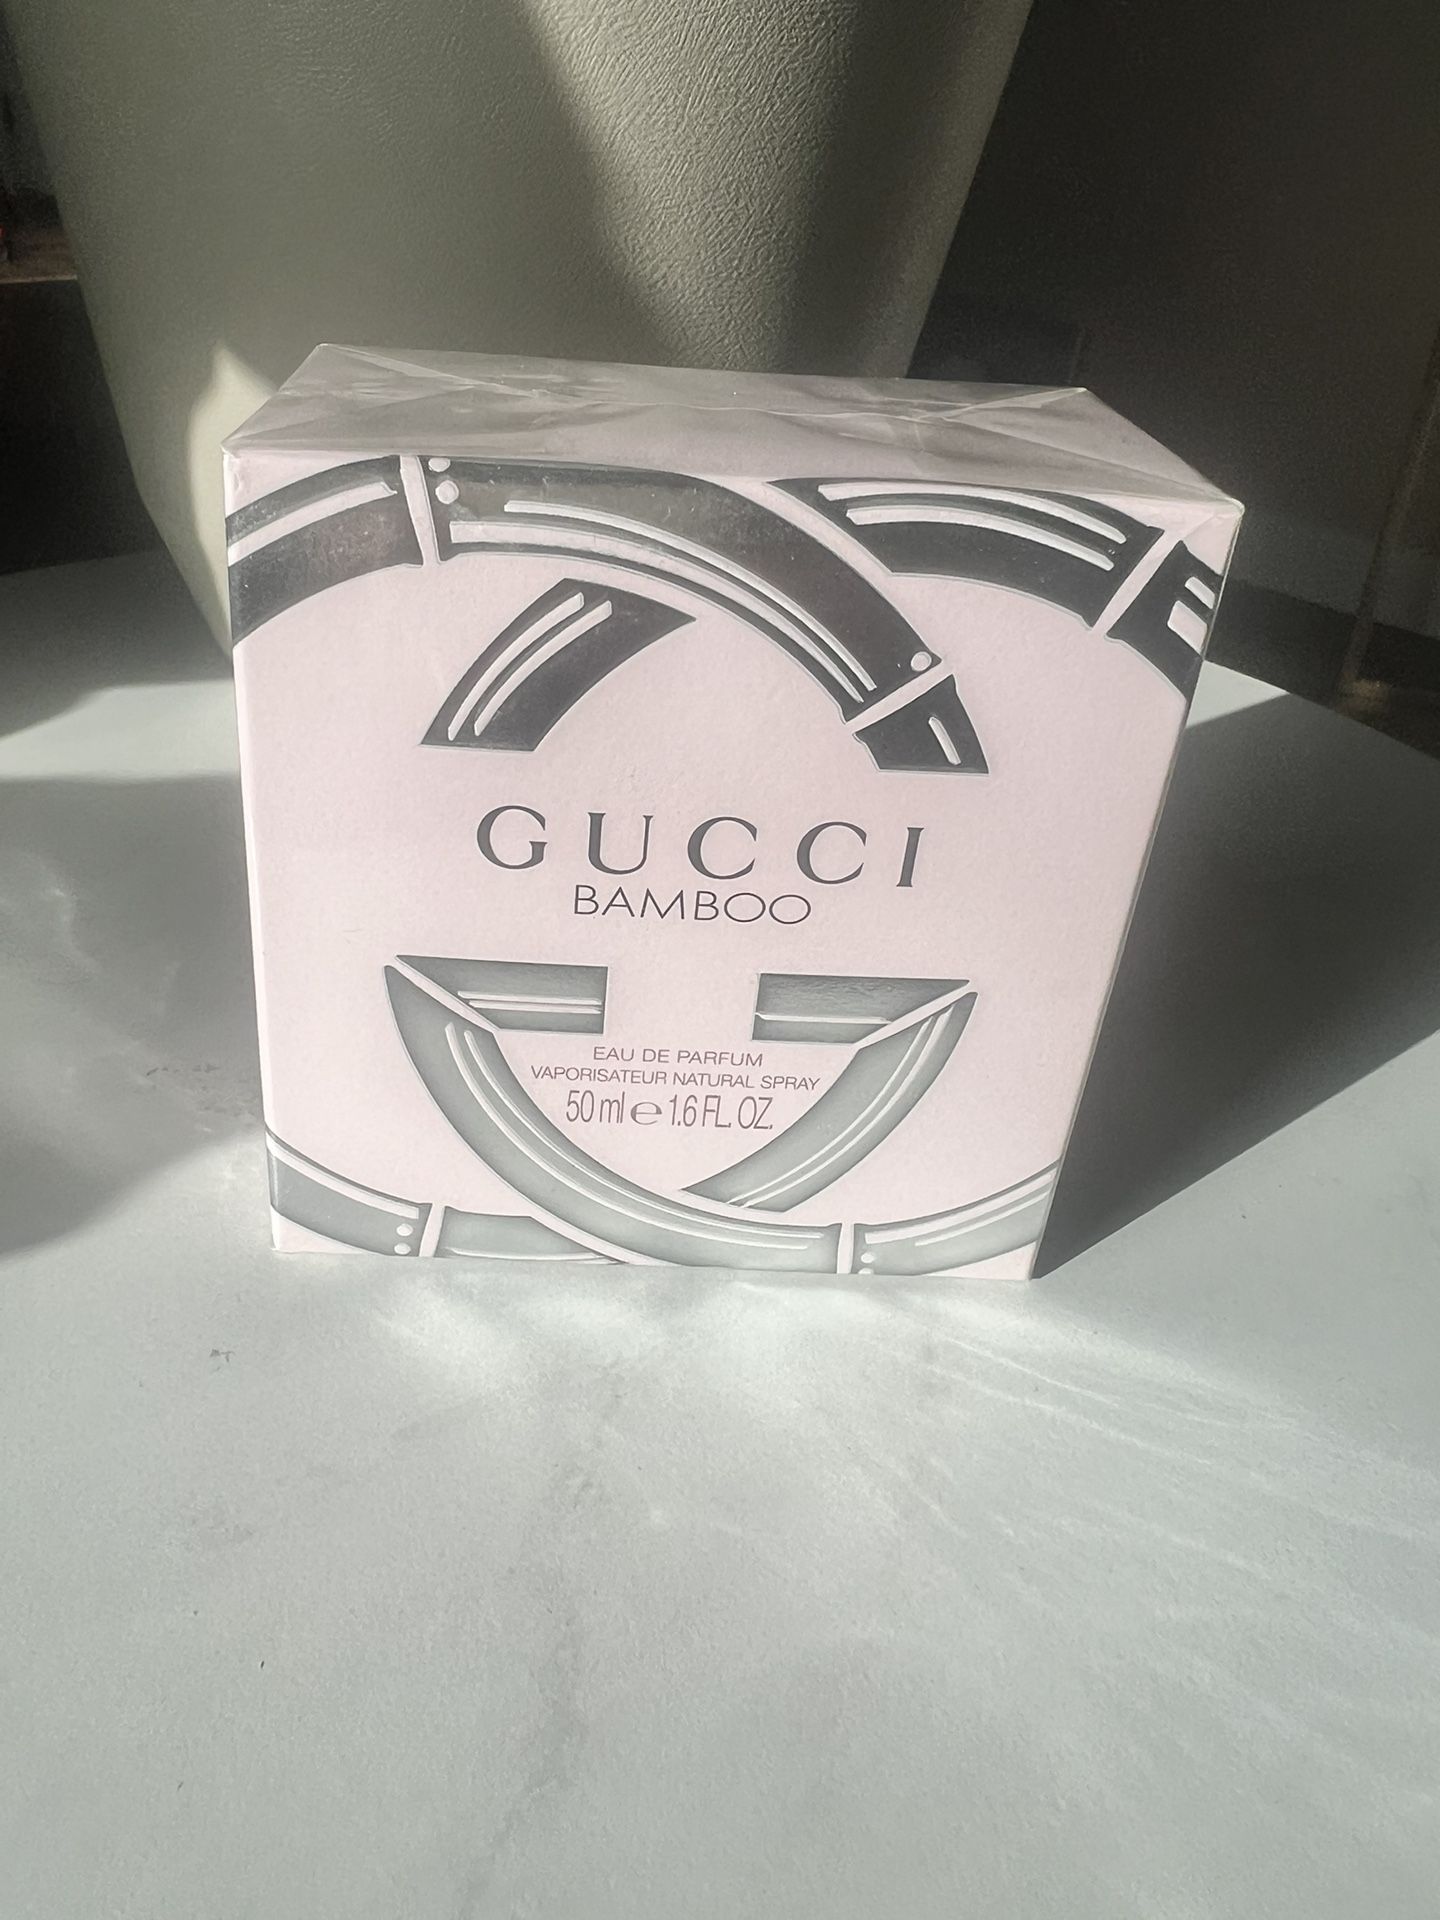 GUCCI
BAMBOO
EAU DE PARFUM
VAPORISATEUR NATURAL SPRAY
50 ml e 1.6 FL. OZ.